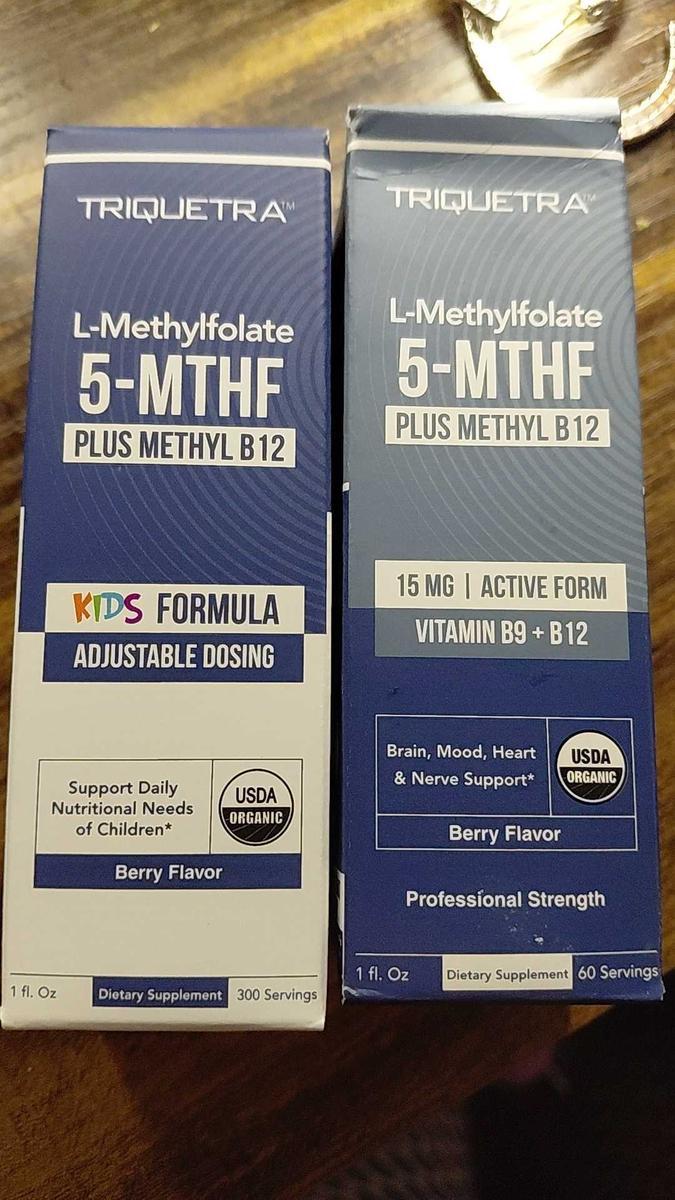 TRIQUETRA™
L-Methylfolate
5-MTHF
PLUS METHYL B12
KIDS FORMULA
ADJUSTABLE DOSING
Support Daily
Nutritional Needs
of Children*
USDA
ORGANIC
Berry Flavor
1 fl. Oz
Dietary Supplement
300 Servings
TRIQUETRA™
L-Methylfolate
5-MTHF
PLUS METHYL B12
15 MG | ACTIVE FORM
VITAMIN B9 + B12
Brain, Mood, Heart
& Nerve Support*
USDA
ORGANIC
Berry Flavor
Professional Strength
1 fl. Oz
Dietary Supplement
60 Servings